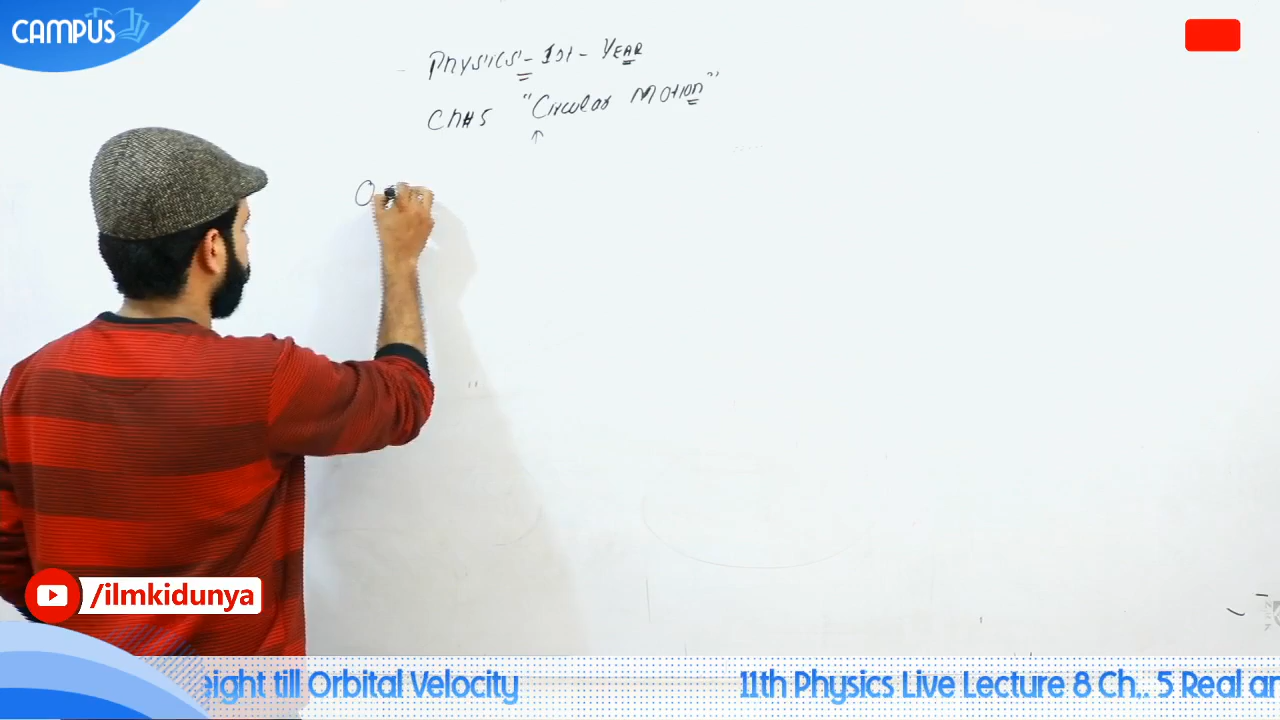 CAMPUS
Physics - 1st - YEAR
Ch#5 "Circular Motion"
O
/ilmkidunya
eight till Orbital Velocity 11th Physics Live Lecture 8 Ch,. 5 Real an